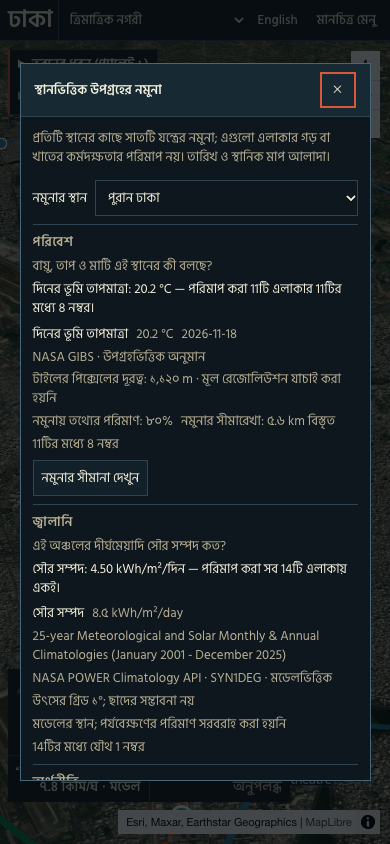 ঢাকা ত্রিমাত্রিক নগরী English মানচিত্র মেনু
স্থানভিত্তিক উপগ্রহের নমুনা ×
প্রতিটি স্থানের কাছে সাতটি যন্ত্রের নমুনা; এগুলো এলাকার গড় বা
খাতের কর্মদক্ষতার পরিমাপ নয়। তারিখ ও স্থানিক মাপ আলাদা।
নমুনার স্থান পুরান ঢাকা
পরিবেশ
বায়ু, তাপ ও মাটি এই স্থানের কী বলছে?
দিনের ভূমি তাপমাত্রা: 20.2 °C — পরিমাপ করা 11টি এলাকার 11টির
মধ্যে 8 নম্বর।
দিনের ভূমি তাপমাত্রা 20.2 °C 2026-11-18
NASA GIBS · উপগ্রহভিত্তিক অনুমান
টাইলের পিক্সেলের দূরত্ব: ১,১২০ m · মূল রেজোলিউশন যাচাই করা
হয়নি
নমুনায় তথ্যের পরিমাণ: ৮০% নমুনার সীমারেখা: ৫.৬ km বিস্তৃত
11টির মধ্যে 8 নম্বর
নমুনার সীমানা দেখুন
জ্বালানি
এই অঞ্চলের দীর্ঘমেয়াদি সৌর সম্পদ কত?
সৌর সম্পদ: 4.50 kWh/m²/দিন — পরিমাপ করা সব 14টি এলাকায়
একই।
সৌর সম্পদ ৪.৫ kWh/m²/day
25-year Meteorological and Solar Monthly & Annual
Climatologies (January 2001 - December 2025)
NASA POWER Climatology API · SYN1DEG · মডেলভিত্তিক
উৎসের গ্রিড ১°; ছাদের সম্ভাবনা নয়
মডেলের স্থান; পর্যবেক্ষণের পরিমাণ সরবরাহ করা হয়নি
14টির মধ্যে যৌথ 1 নম্বর
৭.৪ কিমি/ঘ · মডেল অনুপলব্ধ
Esri, Maxar, Earthstar Geographics | MapLibre